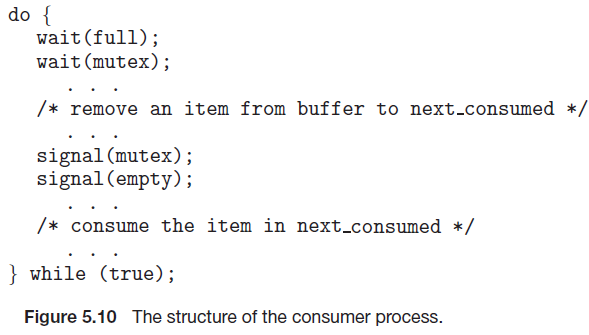 do {
wait(full);
wait(mutex);
. . .
/* remove an item from buffer to next_consumed */
. . .
signal(mutex);
signal(empty);
. . .
/* consume the item in next_consumed */
. . .
} while (true);
Figure 5.10 The structure of the consumer process.